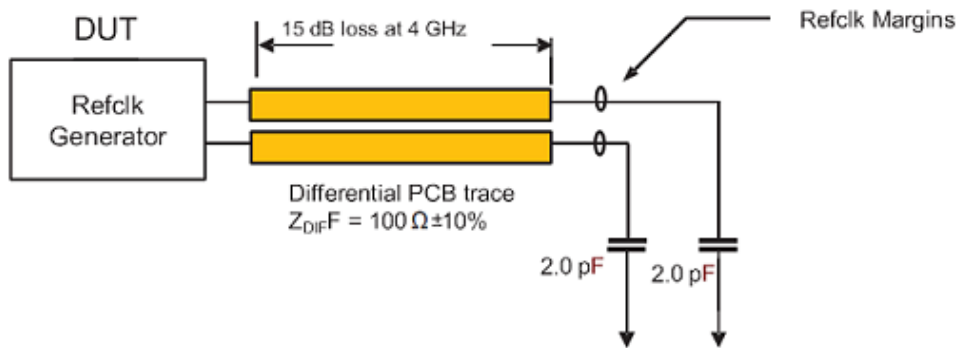 DUT
15 dB loss at 4 GHz
Refclk Margins
Refclk
Generator
Differential PCB trace
ZDIFF = 100 Ω±10%
2.0 pF
2.0 pF